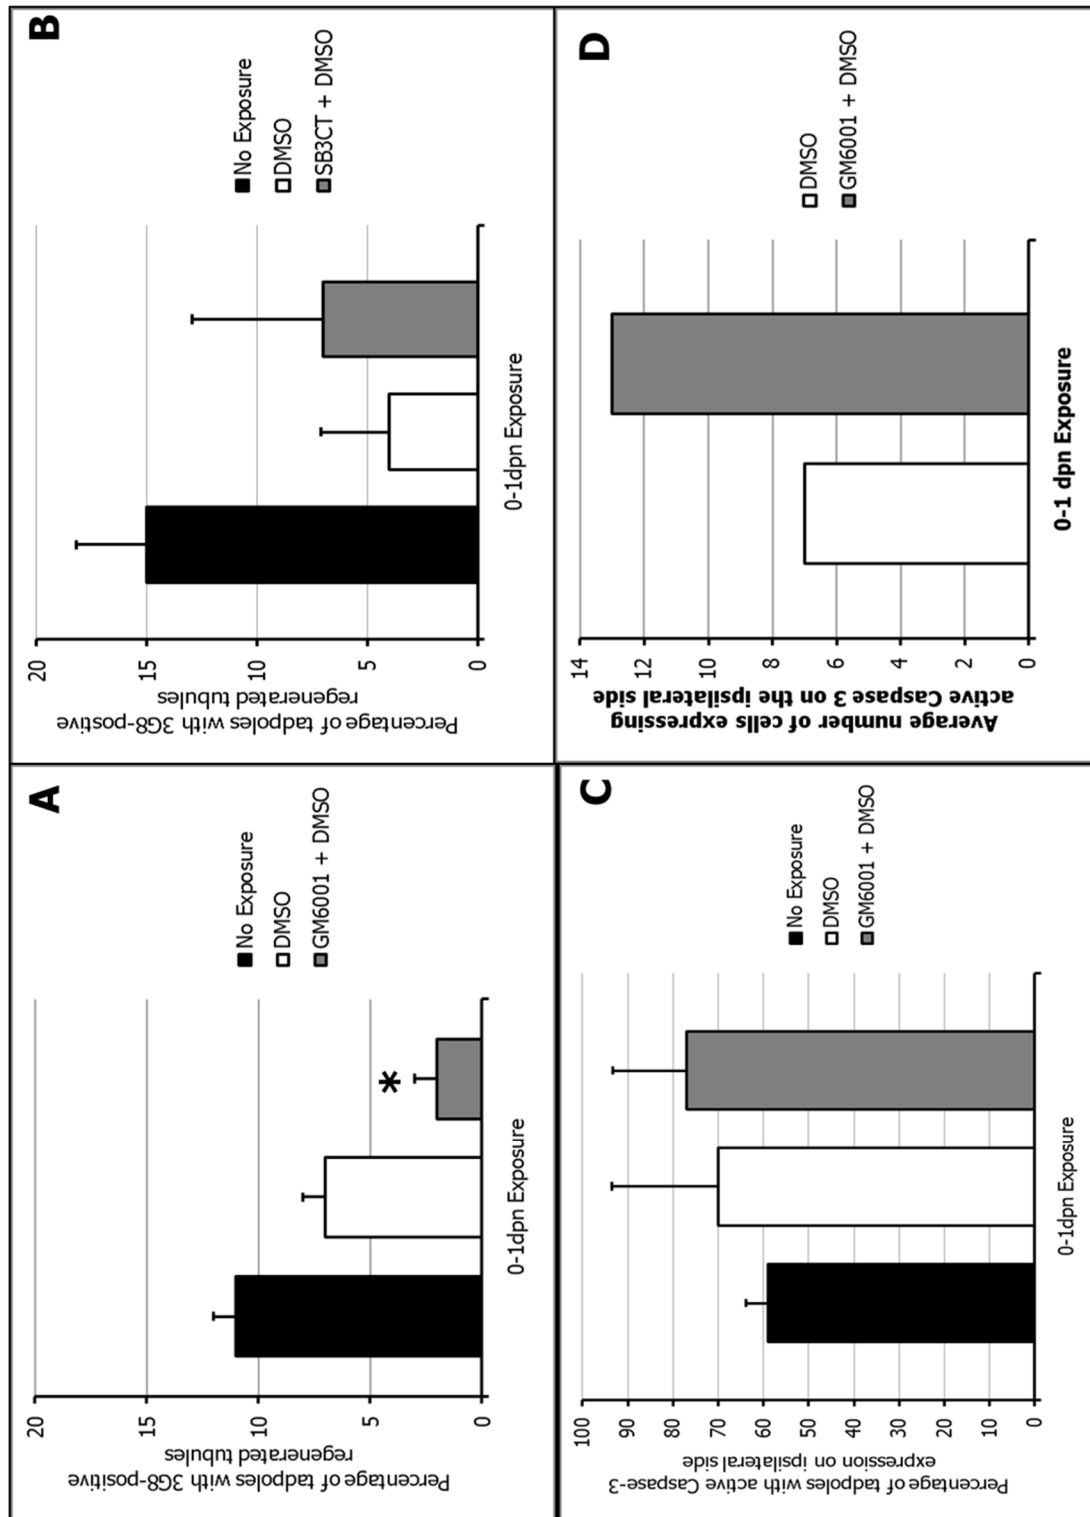 A
Percentage of tadpoles with 3G8-positive
regenerated tubules
20
15
10
5
0
*
0-1dpn Exposure
No Exposure
DMSO
GM6001 + DMSO
B
Percentage of tadpoles with 3G8-positive
regenerated tubules
20
15
10
5
0
0-1dpn Exposure
No Exposure
DMSO
SB3CT + DMSO
C
Percentage of tadpoles with active Caspase-3
expression on ipsilateral side
100
90
80
70
60
50
40
30
20
10
0
0-1dpn Exposure
No Exposure
DMSO
GM6001 + DMSO
D
Average number of cells expressing
active Caspase 3 on the ipsilateral side
14
12
10
8
6
4
2
0
0-1 dpn Exposure
DMSO
GM6001 + DMSO